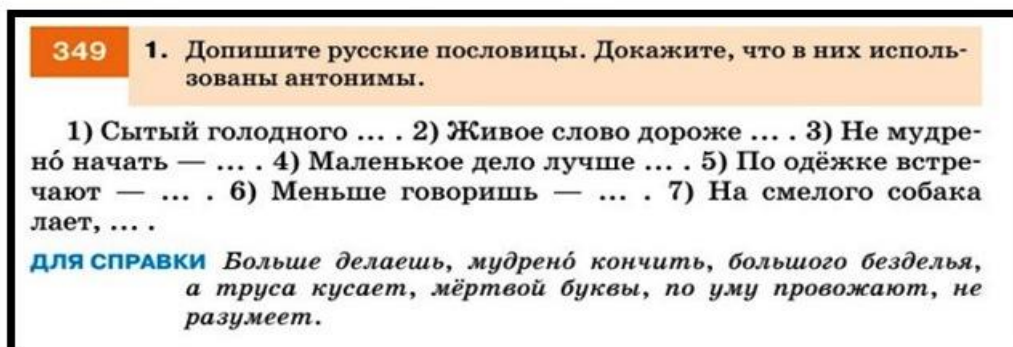 349 1. Допишите русские пословицы. Докажите, что в них исполь-
зованы антонимы.
1) Сытый голодного ... . 2) Живое слово дороже ... . 3) Не мудре-
но́ начать — ... . 4) Маленькое дело лучше ... . 5) По одёжке встре-
чают — ... . 6) Меньше говоришь — ... . 7) На смелого собака
лает, ... .
ДЛЯ СПРАВКИ Больше делаешь, мудрено́ кончить, большого безделья,
а труса кусает, мёртвой буквы, по уму провожают, не
разумеет.